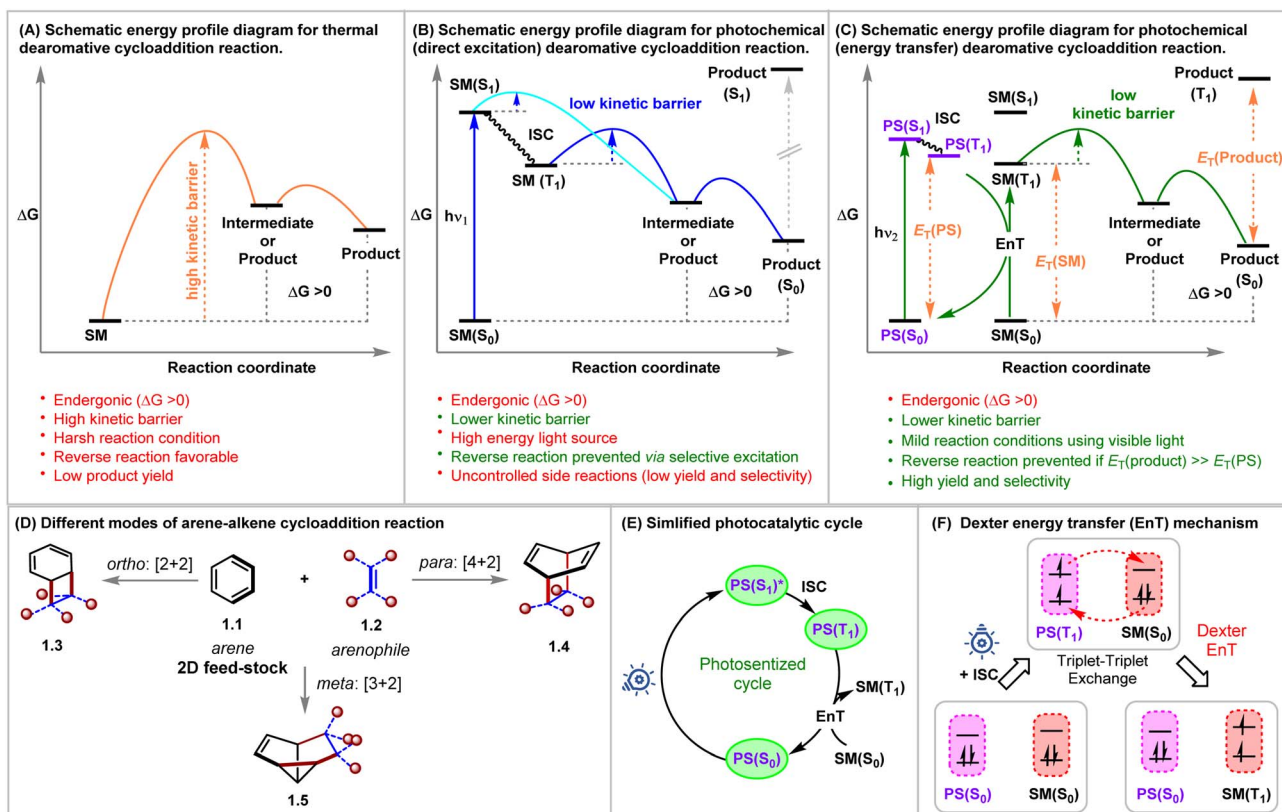 (A) Schematic energy profile diagram for thermal
dearomative cycloaddition reaction.
ΔG
high kinetic barrier
Intermediate
or
Product
Product
ΔG >0
SM
Reaction coordinate
• Endergonic (ΔG >0)
• High kinetic barrier
• Harsh reaction condition
• Reverse reaction favorable
• Low product yield
(B) Schematic energy profile diagram for photochemical
(direct excitation) dearomative cycloaddition reaction.
Product
(S1)
SM(S1)
low kinetic barrier
ISC
SM (T1)
ΔG
hν1
Intermediate
or
Product
Product
(S0)
ΔG >0
SM(S0)
Reaction coordinate
• Endergonic (ΔG >0)
• Lower kinetic barrier
• High energy light source
• Reverse reaction prevented via selective excitation
• Uncontrolled side reactions (low yield and selectivity)
(C) Schematic energy profile diagram for photochemical
(energy transfer) dearomative cycloaddition reaction.
Product
(T1)
SM(S1)
low
kinetic
barrier
PS(S1)
ISC
PS(T1)
SM(T1)
ET(Product)
ΔG
hν2
ET(PS)
EnT
ET(SM)
Intermediate
or
Product
Product
(S0)
ΔG >0
PS(S0)
SM(S0)
Reaction coordinate
• Endergonic (ΔG >0)
• Lower kinetic barrier
• Mild reaction conditions using visible light
• Reverse reaction prevented if ET(product) >> ET(PS)
• High yield and selectivity
(D) Different modes of arene-alkene cycloaddition reaction
ortho: [2+2]
+
para: [4+2]
1.3
1.1
1.2
1.4
arene
arenophile
2D feed-stock
meta: [3+2]
1.5
(E) Simlified photocatalytic cycle
PS(S1)*
ISC
PS(T1)
Photosentized
cycle
SM(T1)
EnT
PS(S0)
SM(S0)
(F) Dexter energy transfer (EnT) mechanism
PS(T1)
SM(S0)
Dexter
EnT
+ ISC
Triplet-Triplet
Exchange
PS(S0)
SM(S0)
PS(S0)
SM(T1)